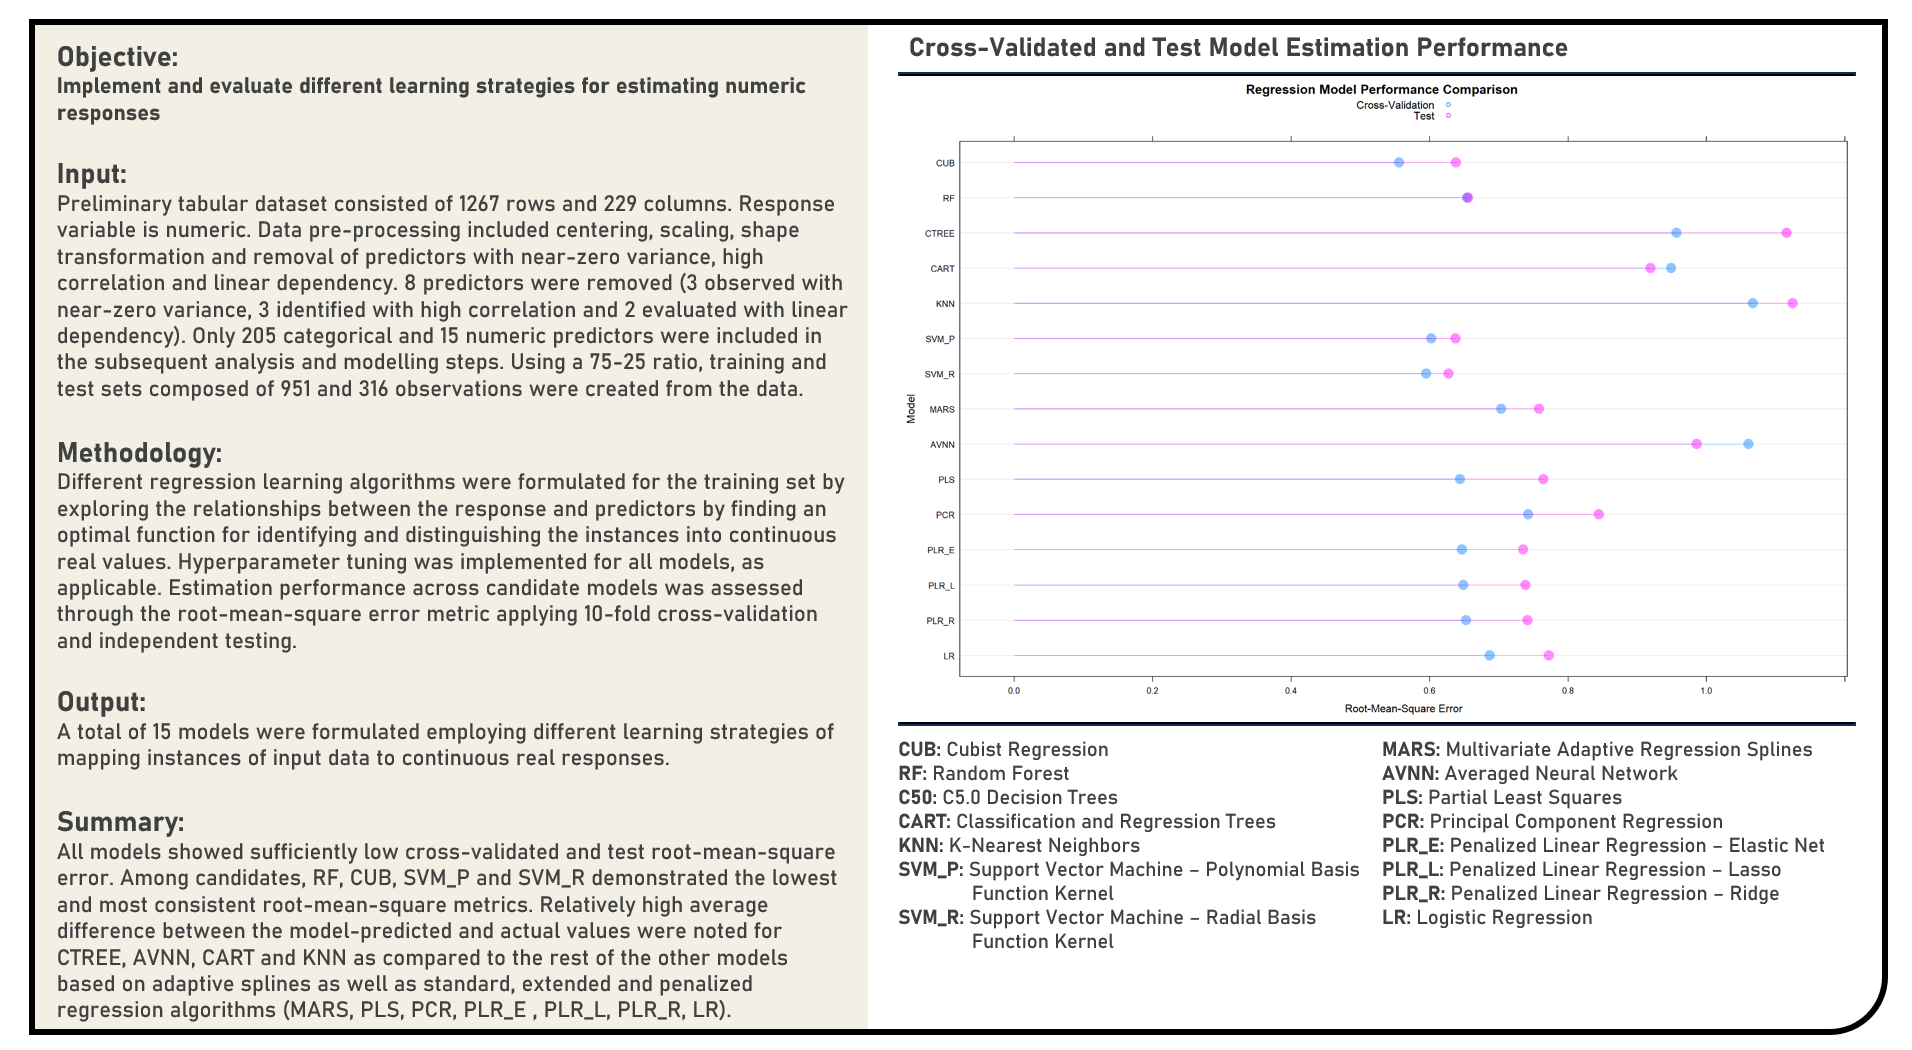 Objective:
Implement and evaluate different learning strategies for estimating numeric
responses
Input:
Preliminary tabular dataset consisted of 1267 rows and 229 columns. Response
variable is numeric. Data pre-processing included centering, scaling, shape
transformation and removal of predictors with near-zero variance, high
correlation and linear dependency. 8 predictors were removed (3 observed with
near-zero variance, 3 identified with high correlation and 2 evaluated with linear
dependency). Only 205 categorical and 15 numeric predictors were included in
the subsequent analysis and modelling steps. Using a 75-25 ratio, training and
test sets composed of 951 and 316 observations were created from the data.
Methodology:
Different regression learning algorithms were formulated for the training set by
exploring the relationships between the response and predictors by finding an
optimal function for identifying and distinguishing the instances into continuous
real values. Hyperparameter tuning was implemented for all models, as
applicable. Estimation performance across candidate models was assessed
through the root-mean-square error metric applying 10-fold cross-validation
and independent testing.
Output:
A total of 15 models were formulated employing different learning strategies of
mapping instances of input data to continuous real responses.
Summary:
All models showed sufficiently low cross-validated and test root-mean-square
error. Among candidates, RF, CUB, SVM_P and SVM_R demonstrated the lowest
and most consistent root-mean-square metrics. Relatively high average
difference between the model-predicted and actual values were noted for
CTREE, AVNN, CART and KNN as compared to the rest of the other models
based on adaptive splines as well as standard, extended and penalized
regression algorithms (MARS, PLS, PCR, PLR_E , PLR_L, PLR_R, LR).
Cross-Validated and Test Model Estimation Performance
Regression Model Performance Comparison
Cross-Validation
Test
CUB
RF
CTREE
CART
KNN
SVM_P
SVM_R
MARS
AVNN
PLS
PCR
PLR_E
PLR_L
PLR_R
LR
Model
0.0 0.2 0.4 0.6 0.8 1.0
Root-Mean-Square Error
CUB: Cubist Regression
RF: Random Forest
C50: C5.0 Decision Trees
CART: Classification and Regression Trees
KNN: K-Nearest Neighbors
SVM_P: Support Vector Machine – Polynomial Basis
Function Kernel
SVM_R: Support Vector Machine – Radial Basis
Function Kernel
MARS: Multivariate Adaptive Regression Splines
AVNN: Averaged Neural Network
PLS: Partial Least Squares
PCR: Principal Component Regression
PLR_E: Penalized Linear Regression – Elastic Net
PLR_L: Penalized Linear Regression – Lasso
PLR_R: Penalized Linear Regression – Ridge
LR: Logistic Regression